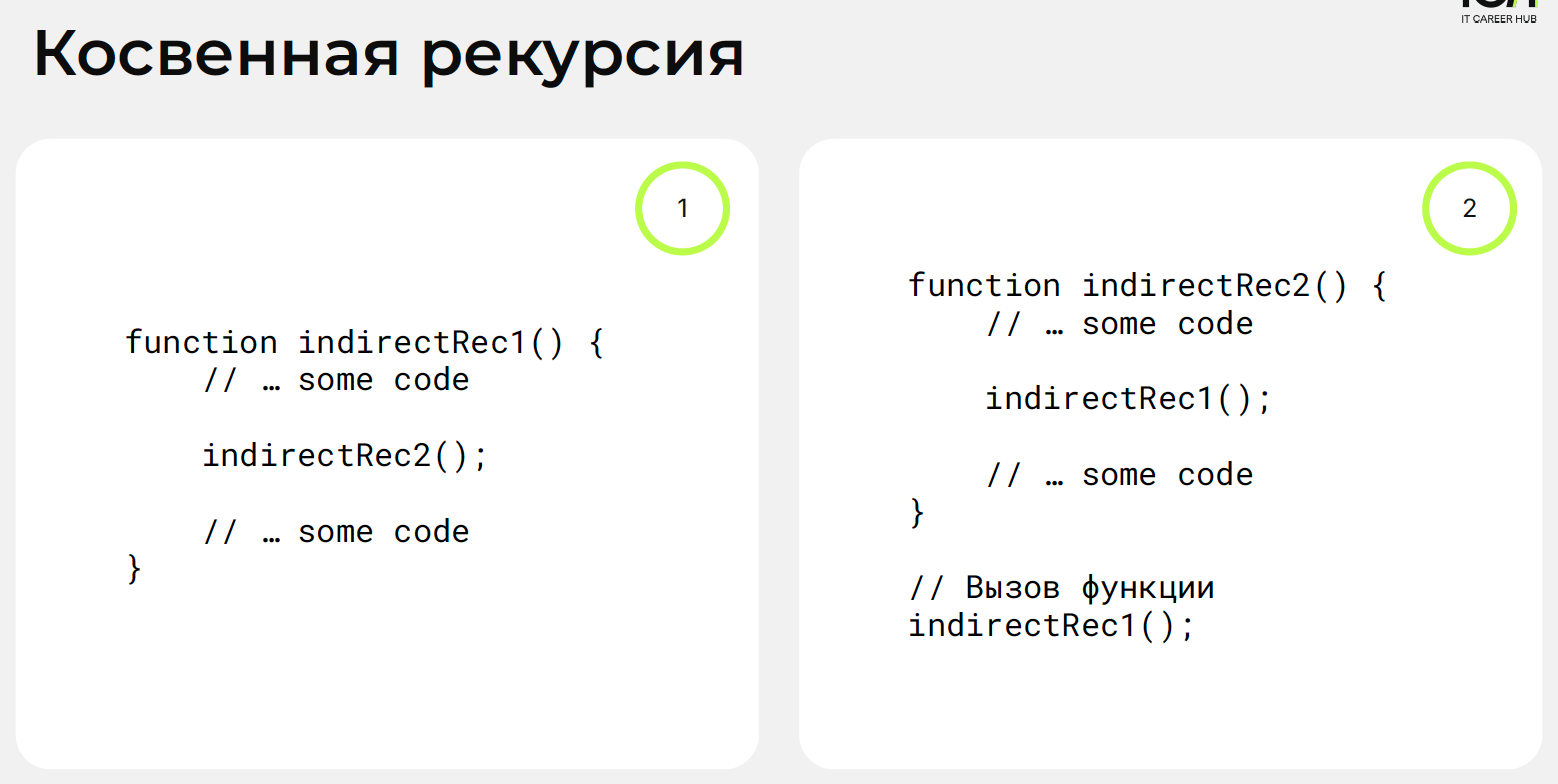 IT CAREER HUB
Косвенная рекурсия
1
function indirectRec1() {
    // … some code
    indirectRec2();
    // … some code
}
2
function indirectRec2() {
    // … some code
    indirectRec1();
    // … some code
}
// Вызов функции
indirectRec1();